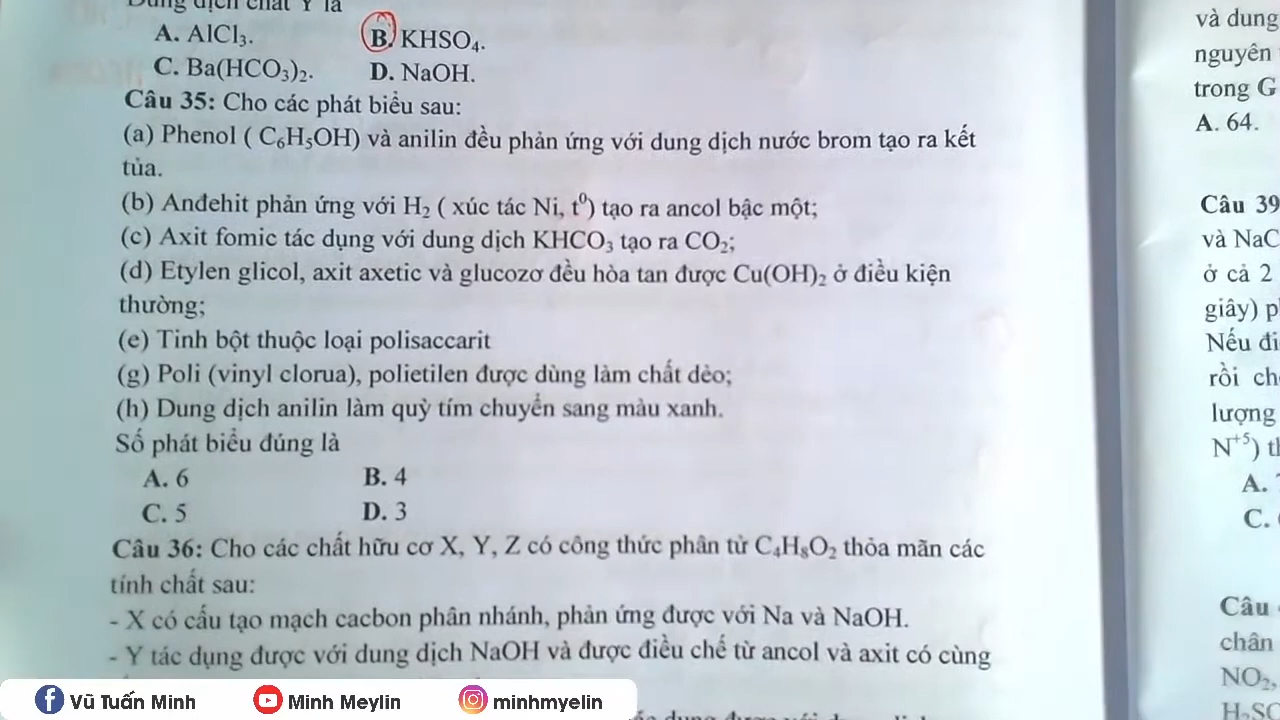 Dung dịch chất Y là
A. AlCl₃.
B. KHSO₄.
C. Ba(HCO₃)₂.
D. NaOH.
Câu 35: Cho các phát biểu sau:
(a) Phenol ( C₆H₅OH) và anilin đều phản ứng với dung dịch nước brom tạo ra kết
tủa.
(b) Anđehit phản ứng với H₂ ( xúc tác Ni, t⁰) tạo ra ancol bậc một;
(c) Axit fomic tác dụng với dung dịch KHCO₃ tạo ra CO₂;
(d) Etylen glicol, axit axetic và glucozơ đều hòa tan được Cu(OH)₂ ở điều kiện
thường;
(e) Tinh bột thuộc loại polisaccarit
(g) Poli (vinyl clorua), polietilen được dùng làm chất dẻo;
(h) Dung dịch anilin làm quỳ tím chuyển sang màu xanh.
Số phát biểu đúng là
A. 6
B. 4
C. 5
D. 3
Câu 36: Cho các chất hữu cơ X, Y, Z có công thức phân tử C₄H₈O₂ thỏa mãn các
tính chất sau:
- X có cấu tạo mạch cacbon phân nhánh, phản ứng được với Na và NaOH.
- Y tác dụng được với dung dịch NaOH và được điều chế từ ancol và axit có cùng
và dung
nguyên
trong G
A. 64.
Câu 39
và NaC
ở cả 2
giây) p
Nếu đi
rồi ch
lượng
N⁺⁵) t
A.
C.
Câu
chân
NO₂,
H₂SO
Vũ Tuấn Minh
Minh Meylin
minhmyelin